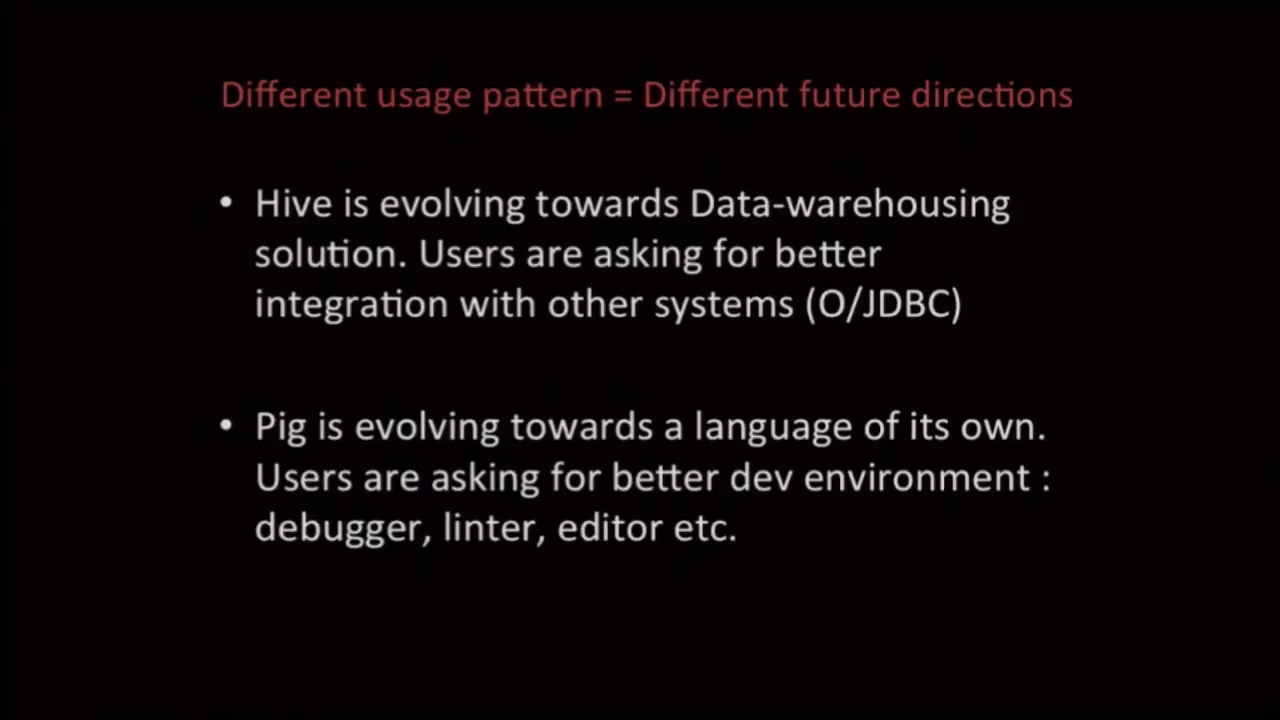 Different usage pattern = Different future directions
• Hive is evolving towards Data-warehousing
solution. Users are asking for better
integration with other systems (O/JDBC)
• Pig is evolving towards a language of its own.
Users are asking for better dev environment :
debugger, linter, editor etc.